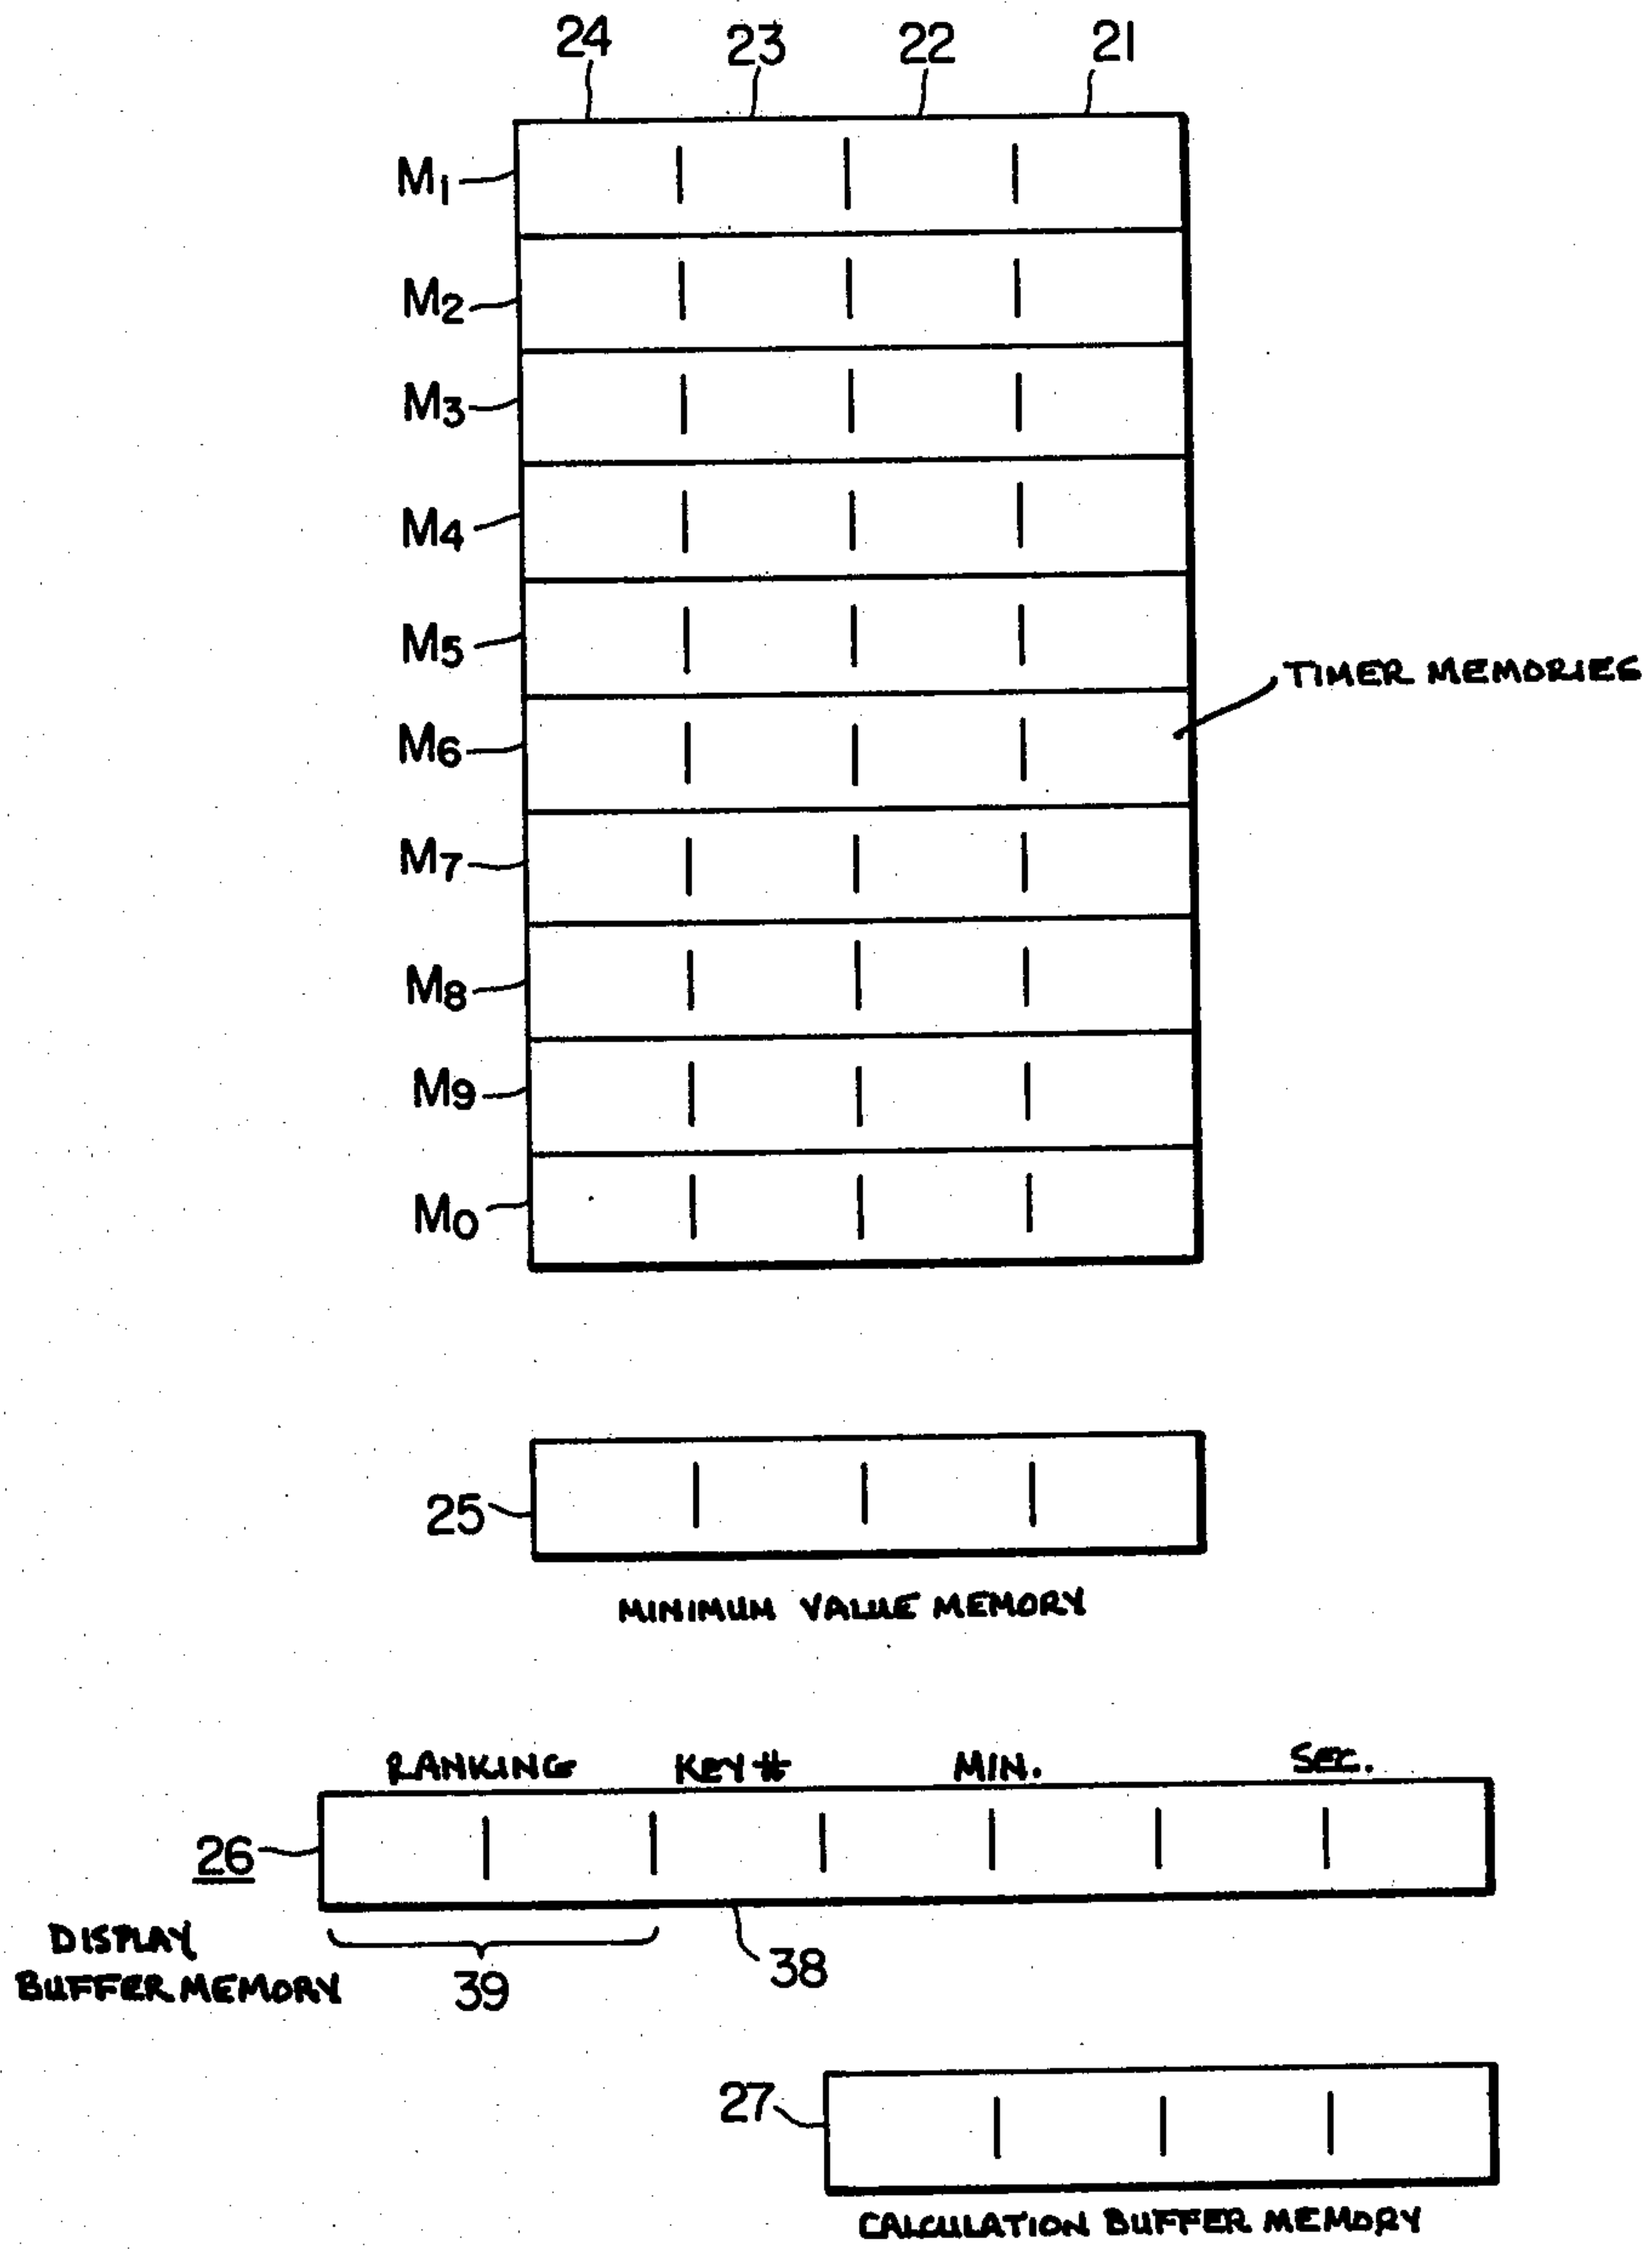 24 23 22 21
M1
M2
M3
M4
M5
TIMER MEMORIES
M6
M7
M8
M9
M0
25
MINIMUM VALUE MEMORY
RANKING KEY # MIN. SEC.
26
DISPLAY
BUFFER MEMORY
39
38
27
CALCULATION BUFFER MEMORY